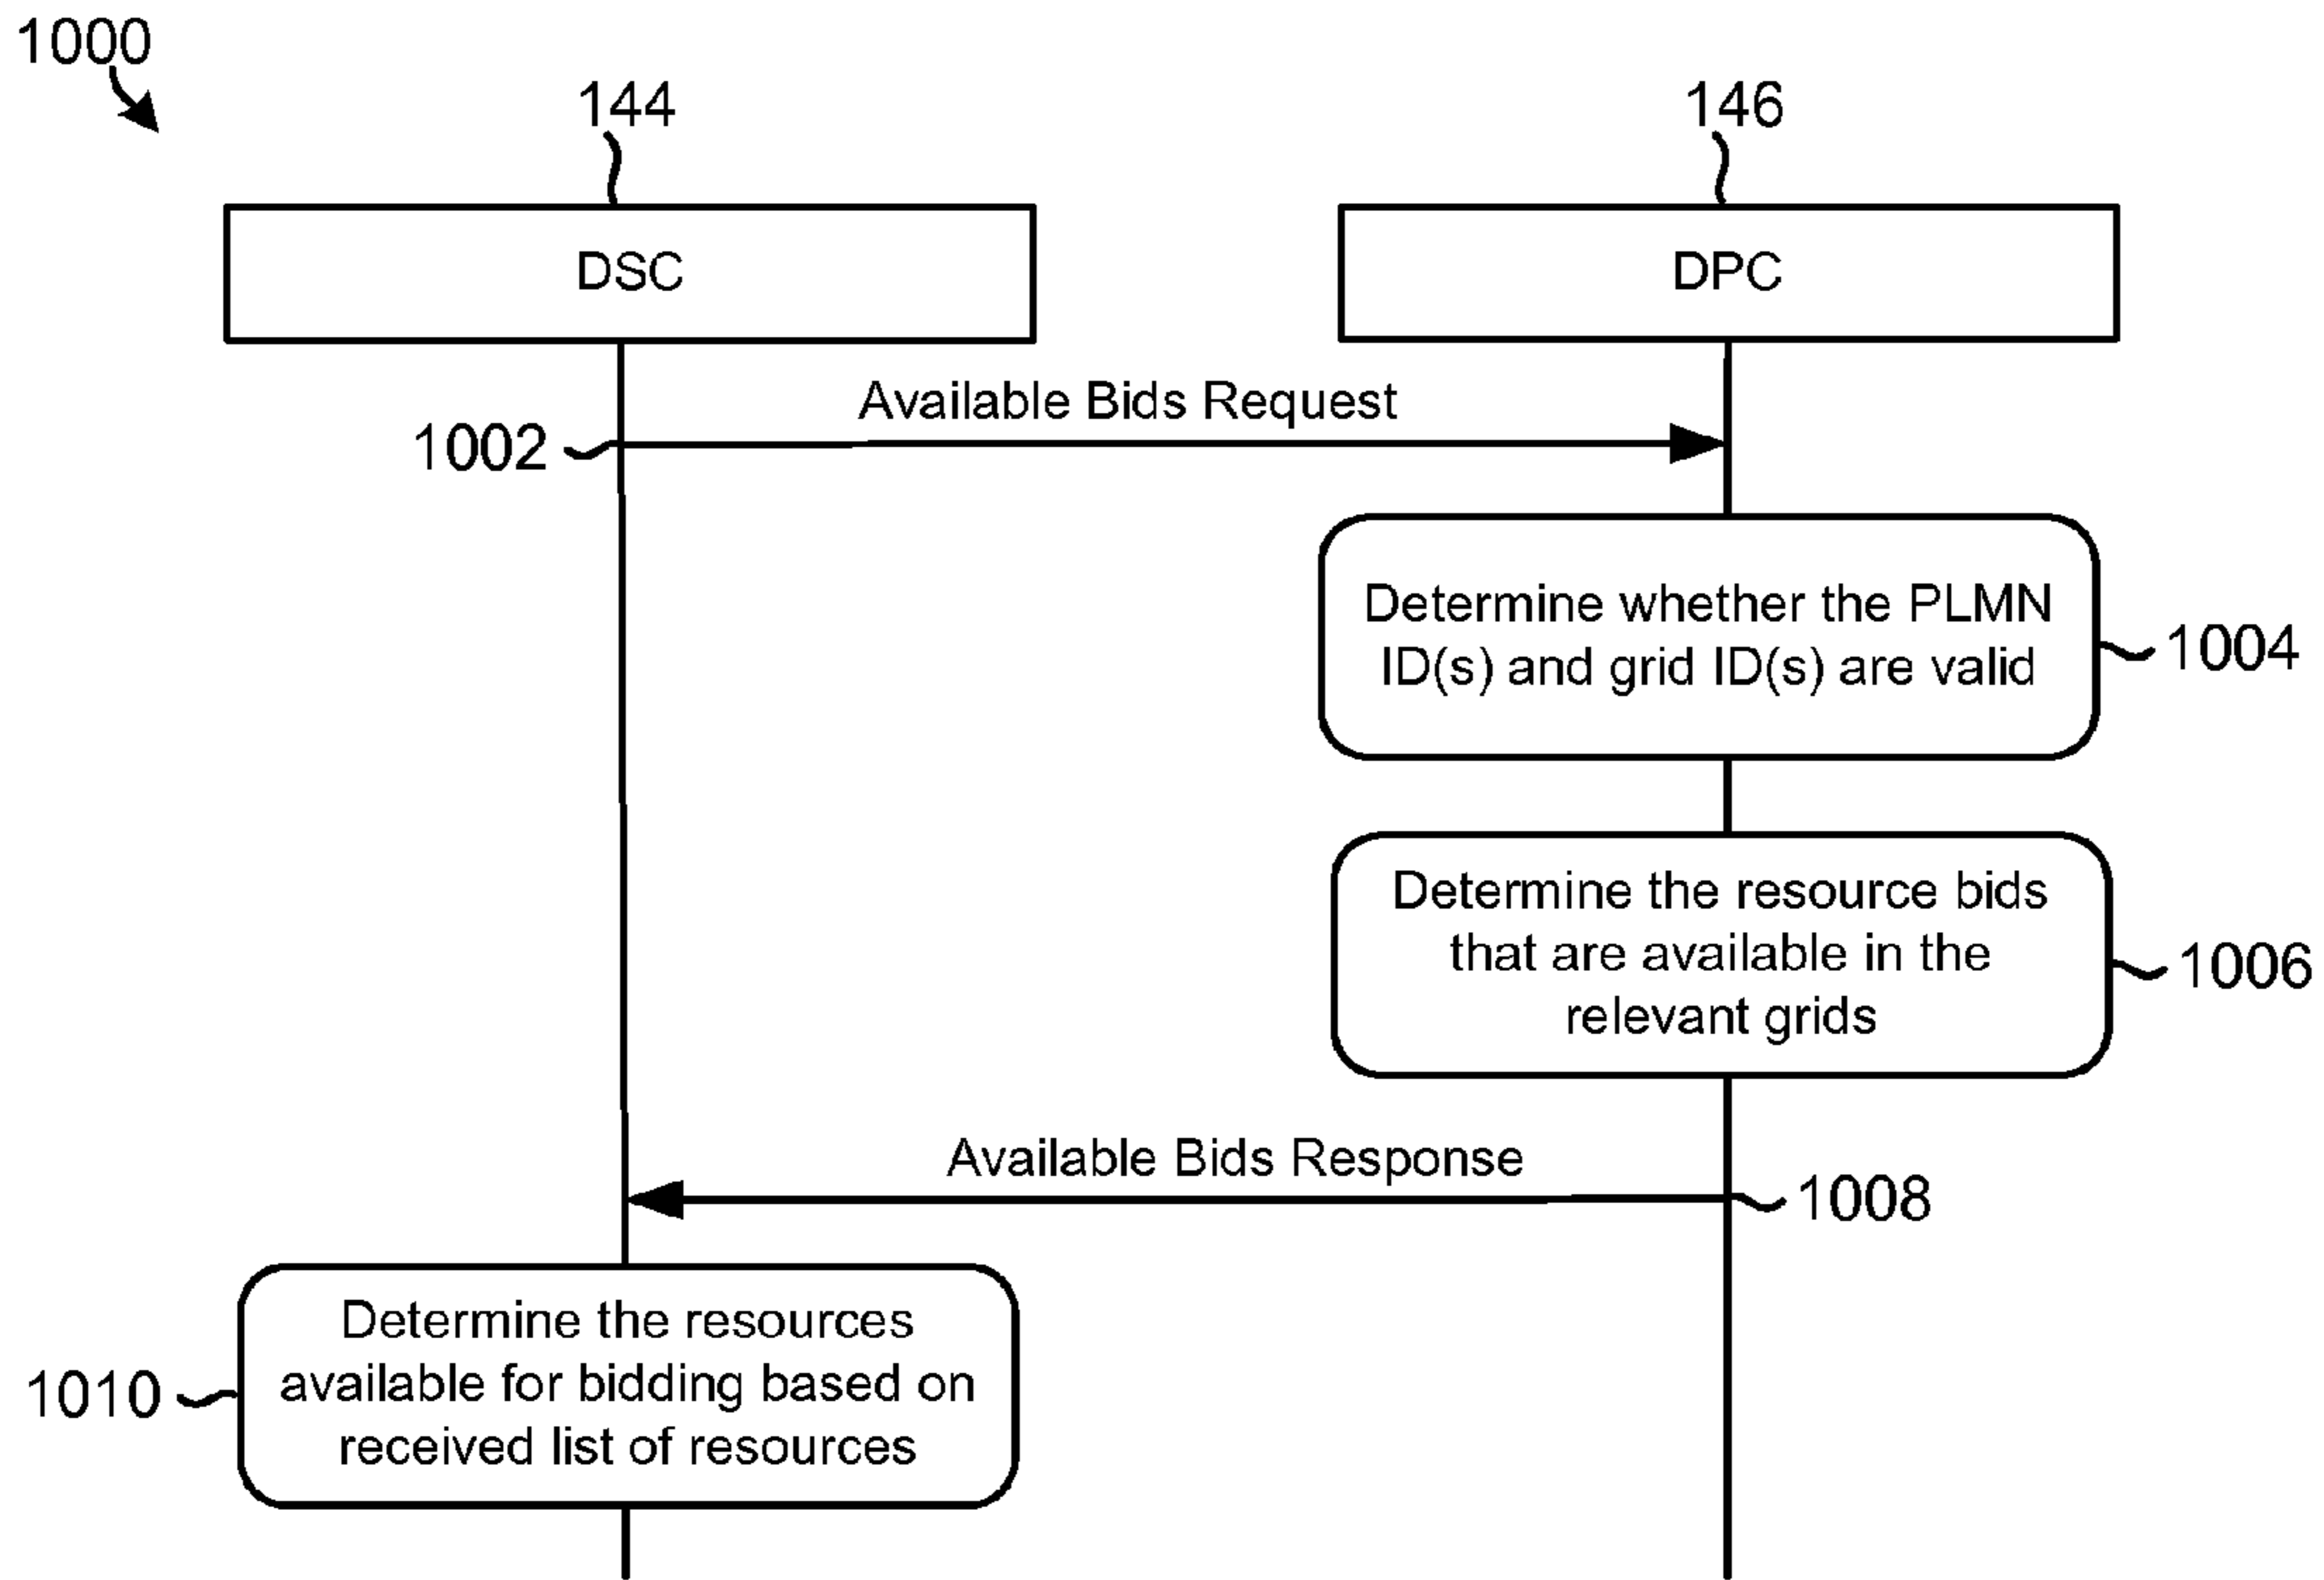 1000
144
146
DSC
DPC
Available Bids Request
1002
Determine whether the PLMN
ID(s) and grid ID(s) are valid
1004
Determine the resource bids
that are available in the
relevant grids
1006
Available Bids Response
1008
Determine the resources
available for bidding based on
received list of resources
1010